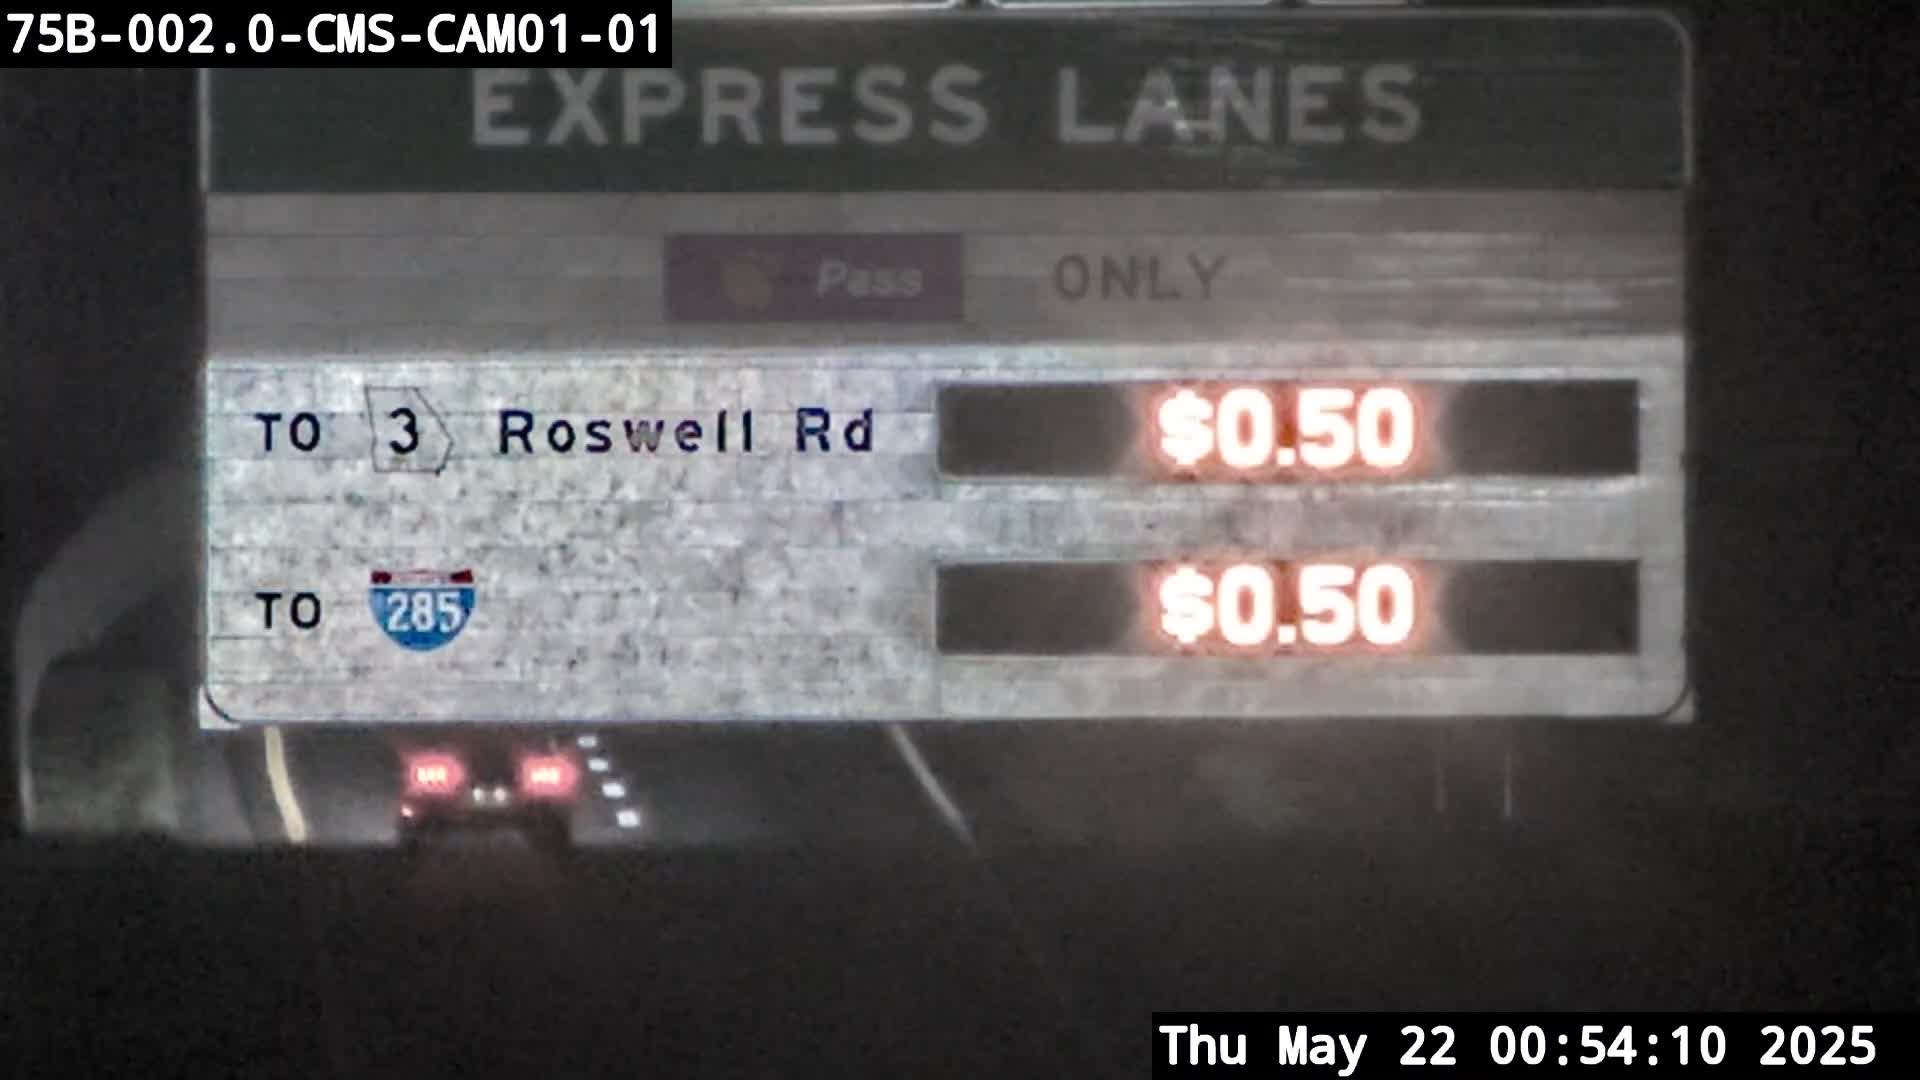 75B-002.0-CMS-CAM01-01
EXPRESS LANES
Pass ONLY
TO 3 Roswell Rd $0.50
TO 285 $0.50
Thu May 22 00:54:10 2025